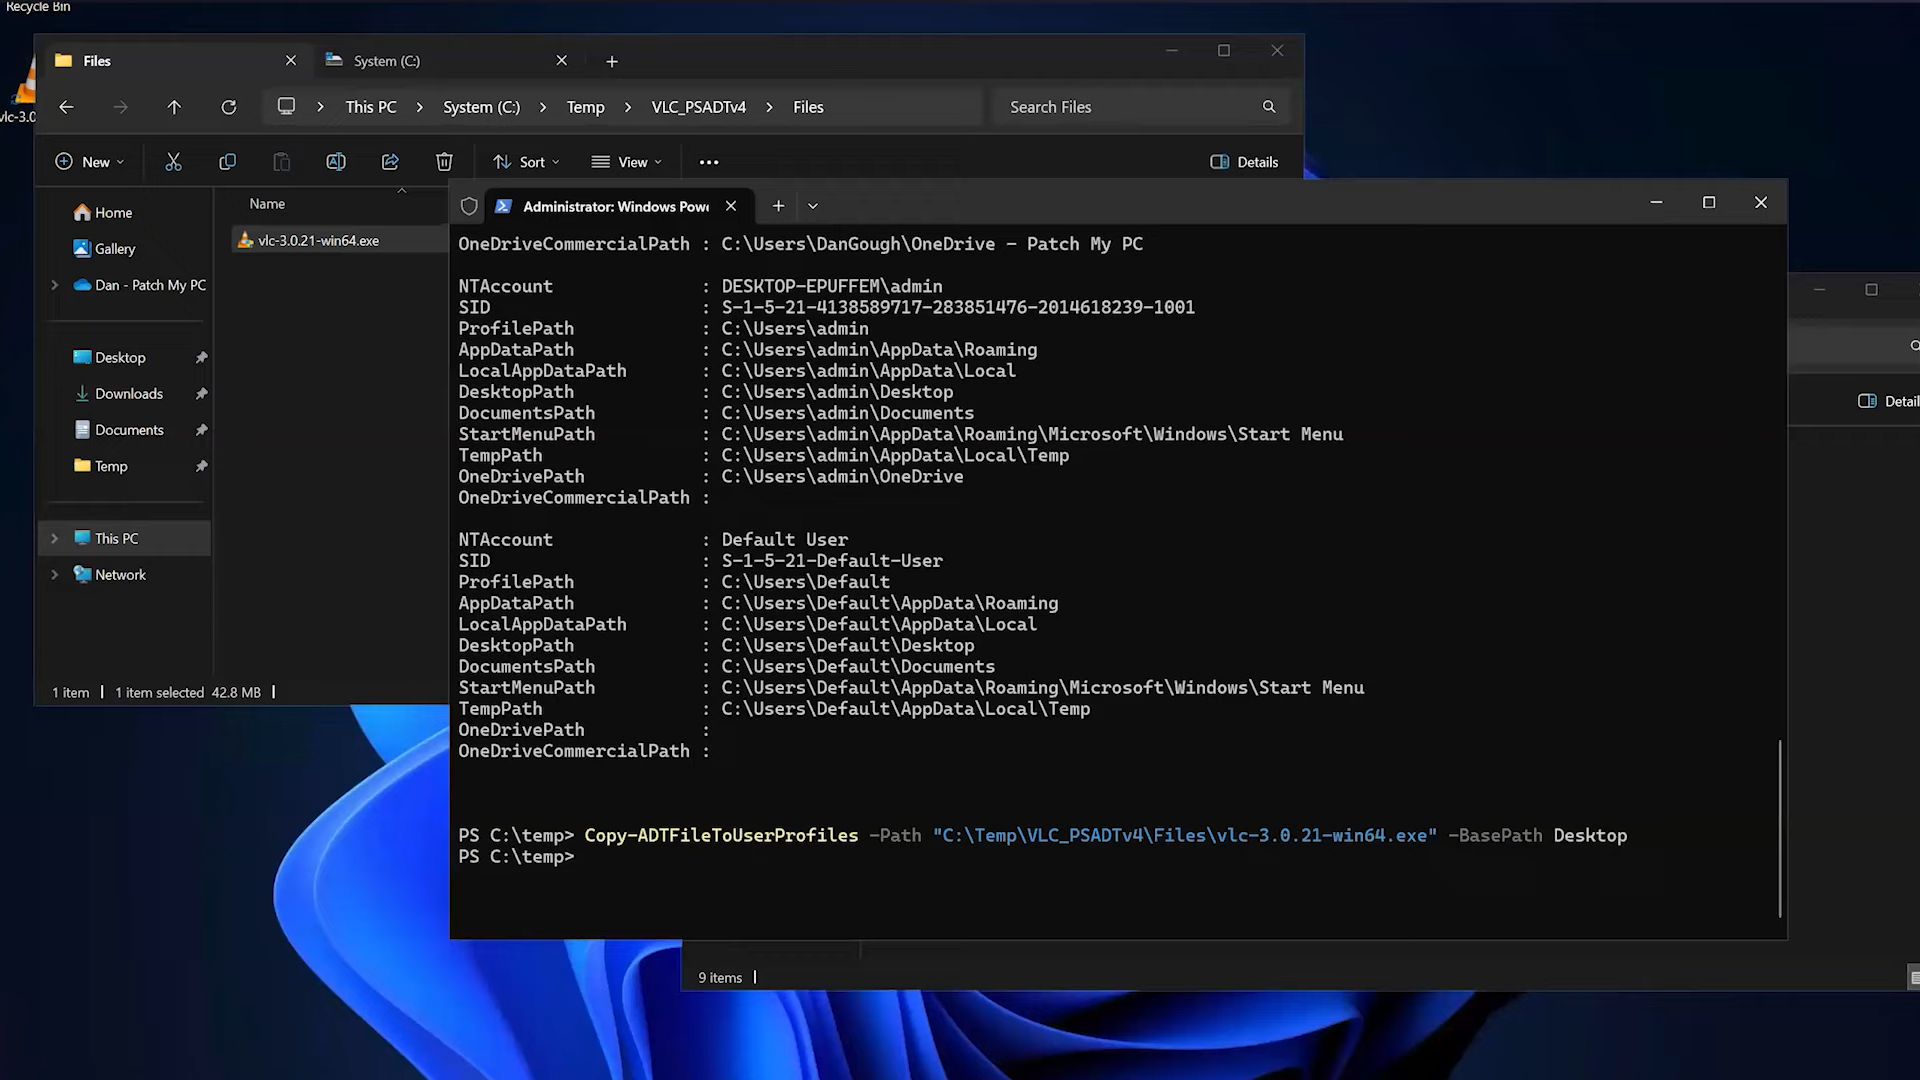 Recycle Bin
Files
System (C:)
This PC
System (C:)
Temp
VLC_PSADTv4
Files
Search Files
vlc-3.0
New
Sort
View
Details
Name
Home
vlc-3.0.21-win64.exe
Gallery
Dan - Patch My PC
Desktop
Downloads
Documents
Temp
This PC
Network
1 item
1 item selected 42.8 MB
Administrator: Windows Powe
OneDriveCommercialPath : C:\Users\DanGough\OneDrive - Patch My PC
NTAccount : DESKTOP-EPUFFEM\admin
SID : S-1-5-21-4138589717-283851476-2014618239-1001
ProfilePath : C:\Users\admin
AppDataPath : C:\Users\admin\AppData\Roaming
LocalAppDataPath : C:\Users\admin\AppData\Local
DesktopPath : C:\Users\admin\Desktop
DocumentsPath : C:\Users\admin\Documents
StartMenuPath : C:\Users\admin\AppData\Roaming\Microsoft\Windows\Start Menu
TempPath : C:\Users\admin\AppData\Local\Temp
OneDrivePath : C:\Users\admin\OneDrive
OneDriveCommercialPath :
NTAccount : Default User
SID : S-1-5-21-Default-User
ProfilePath : C:\Users\Default
AppDataPath : C:\Users\Default\AppData\Roaming
LocalAppDataPath : C:\Users\Default\AppData\Local
DesktopPath : C:\Users\Default\Desktop
DocumentsPath : C:\Users\Default\Documents
StartMenuPath : C:\Users\Default\AppData\Roaming\Microsoft\Windows\Start Menu
TempPath : C:\Users\Default\AppData\Local\Temp
OneDrivePath :
OneDriveCommercialPath :
PS C:\temp> Copy-ADTFileToUserProfiles -Path "C:\Temp\VLC_PSADTv4\Files\vlc-3.0.21-win64.exe" -BasePath Desktop
PS C:\temp>
Detail
9 items